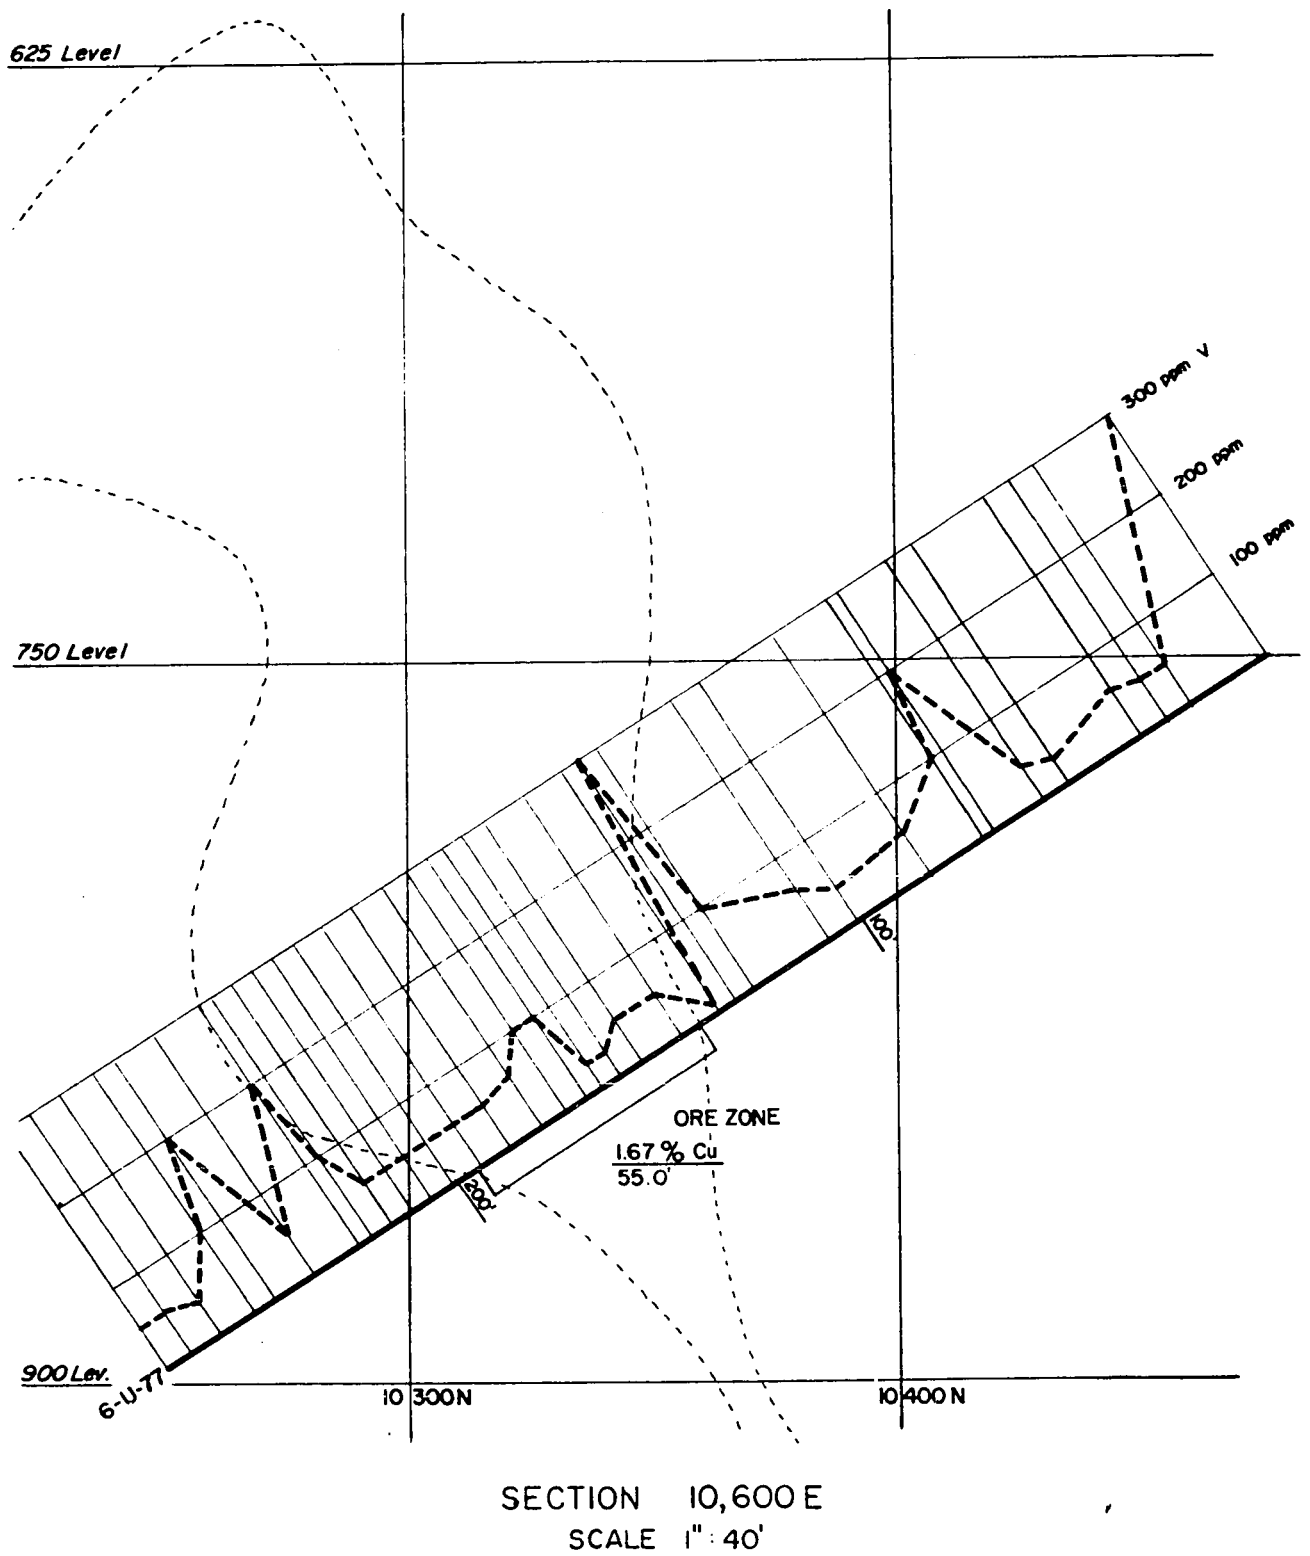 625 Level
300 ppm V
200 ppm
100 ppm
750 Level
100'
ORE ZONE
1.67 % Cu
55.0'
200'
900 Lev.
6-U-77
10 300N
10 400 N
SECTION 10,600 E
SCALE 1" : 40'